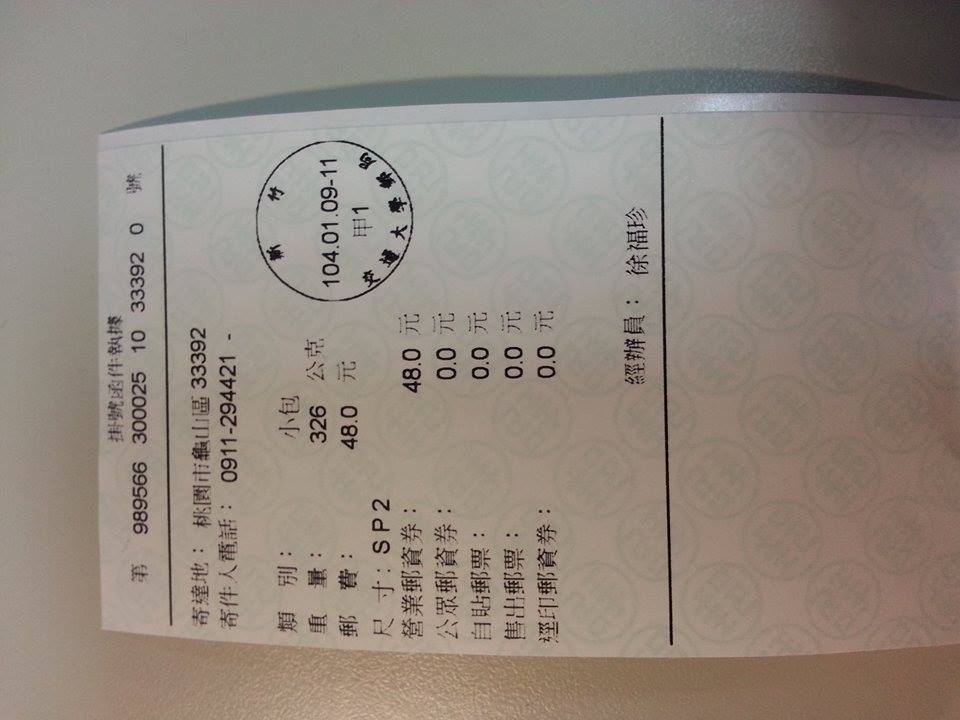 掛號函件執據
第 989566 300025 10 33392 0 號
寄達地： 桃園市龜山區 33392
寄件人電話： 0911-294421 -
類 別： 小包
重 量： 326 公克
郵 費： 48.0 元
尺 寸：SP2
營業郵資券： 48.0 元
公眾郵資券： 0.0 元
自貼郵票： 0.0 元
售出郵票： 0.0 元
逕印郵資券： 0.0 元
新竹
104.01.09-11
甲1
交通大學郵局
經辦員： 徐福珍